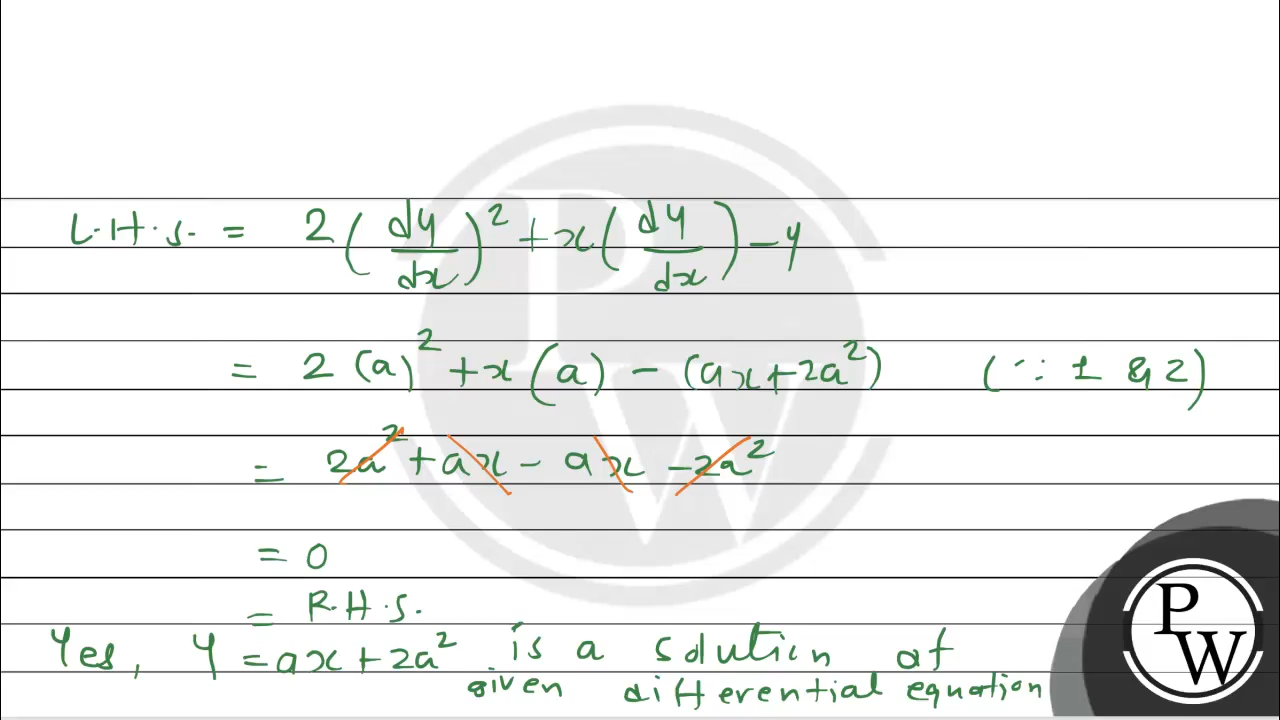 L.H.S. = 2(dy/dx)² + x(dy/dx) - y
= 2(a)² + x(a) - (ax+2a²) (∵ 1 & 2)
= 2a² + ax - ax - 2a²
= 0
= R.H.S.
Yes, y = ax + 2a² is a solution of
given differential equation
P
W